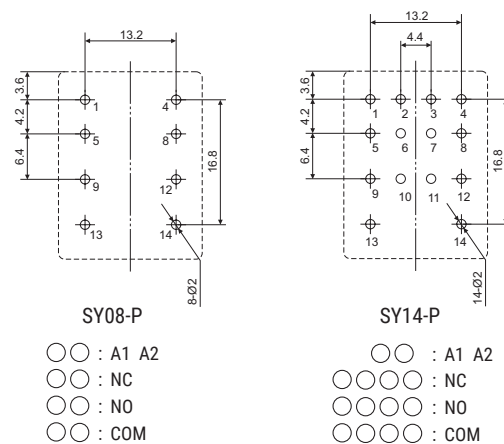 13.2
3.6
4.2
6.4
16.8
1
4
5
8
9
12
13
14
8-Ø2
SY08-P
: A1 A2
: NC
: NO
: COM
13.2
4.4
3.6
4.2
6.4
16.8
1 2 3 4
5 6 7 8
9 10 11 12
13 14
14-Ø2
SY14-P
: A1 A2
: NC
: NO
: COM